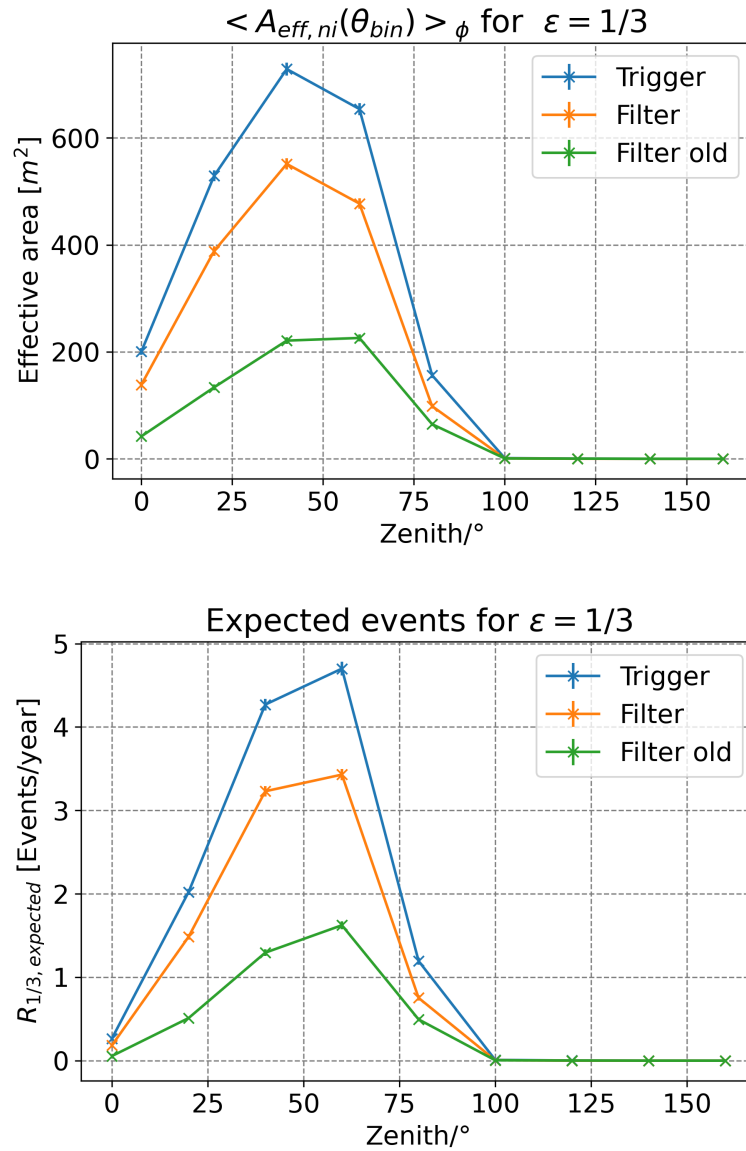 < A_eff, ni(θ_bin) >_ϕ for ε = 1/3
Trigger
Filter
Filter old
Effective area [m²]
600
400
200
0
0 25 50 75 100 125 150
Zenith/°
Expected events for ε = 1/3
Trigger
Filter
Filter old
R_1/3, expected [Events/year]
5
4
3
2
1
0
0 25 50 75 100 125 150
Zenith/°